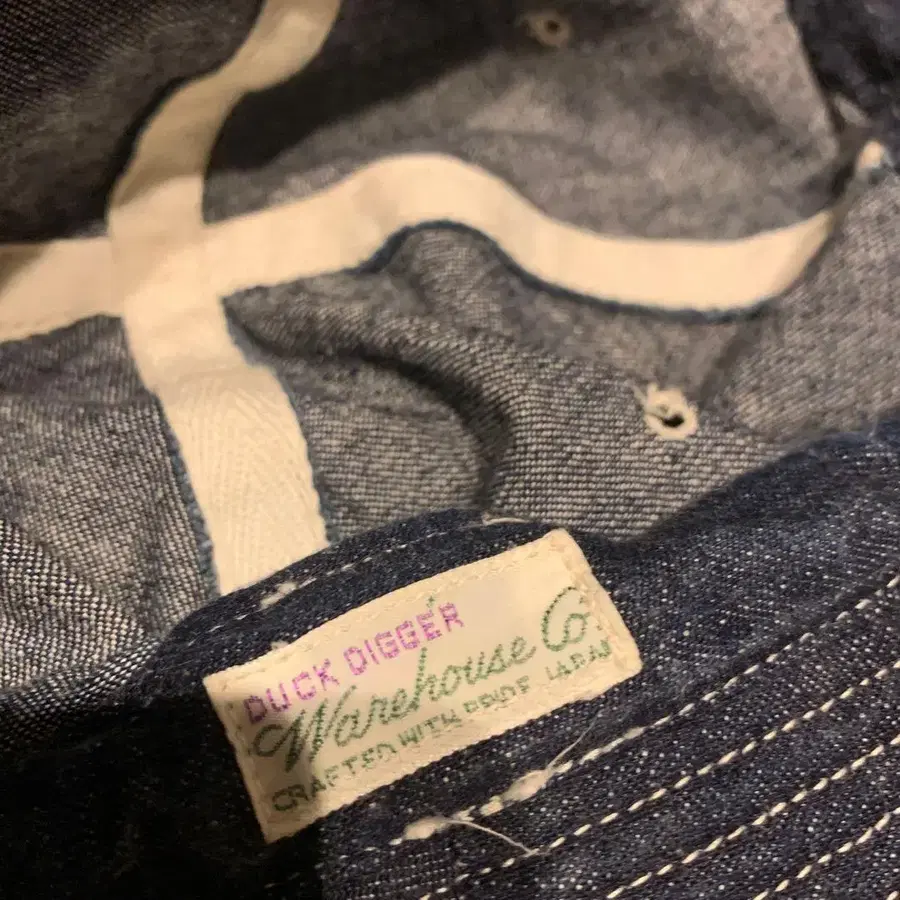 DUCK DIGGER
Warehouse Co.
CRAFTED WITH PRIDE JAPAN